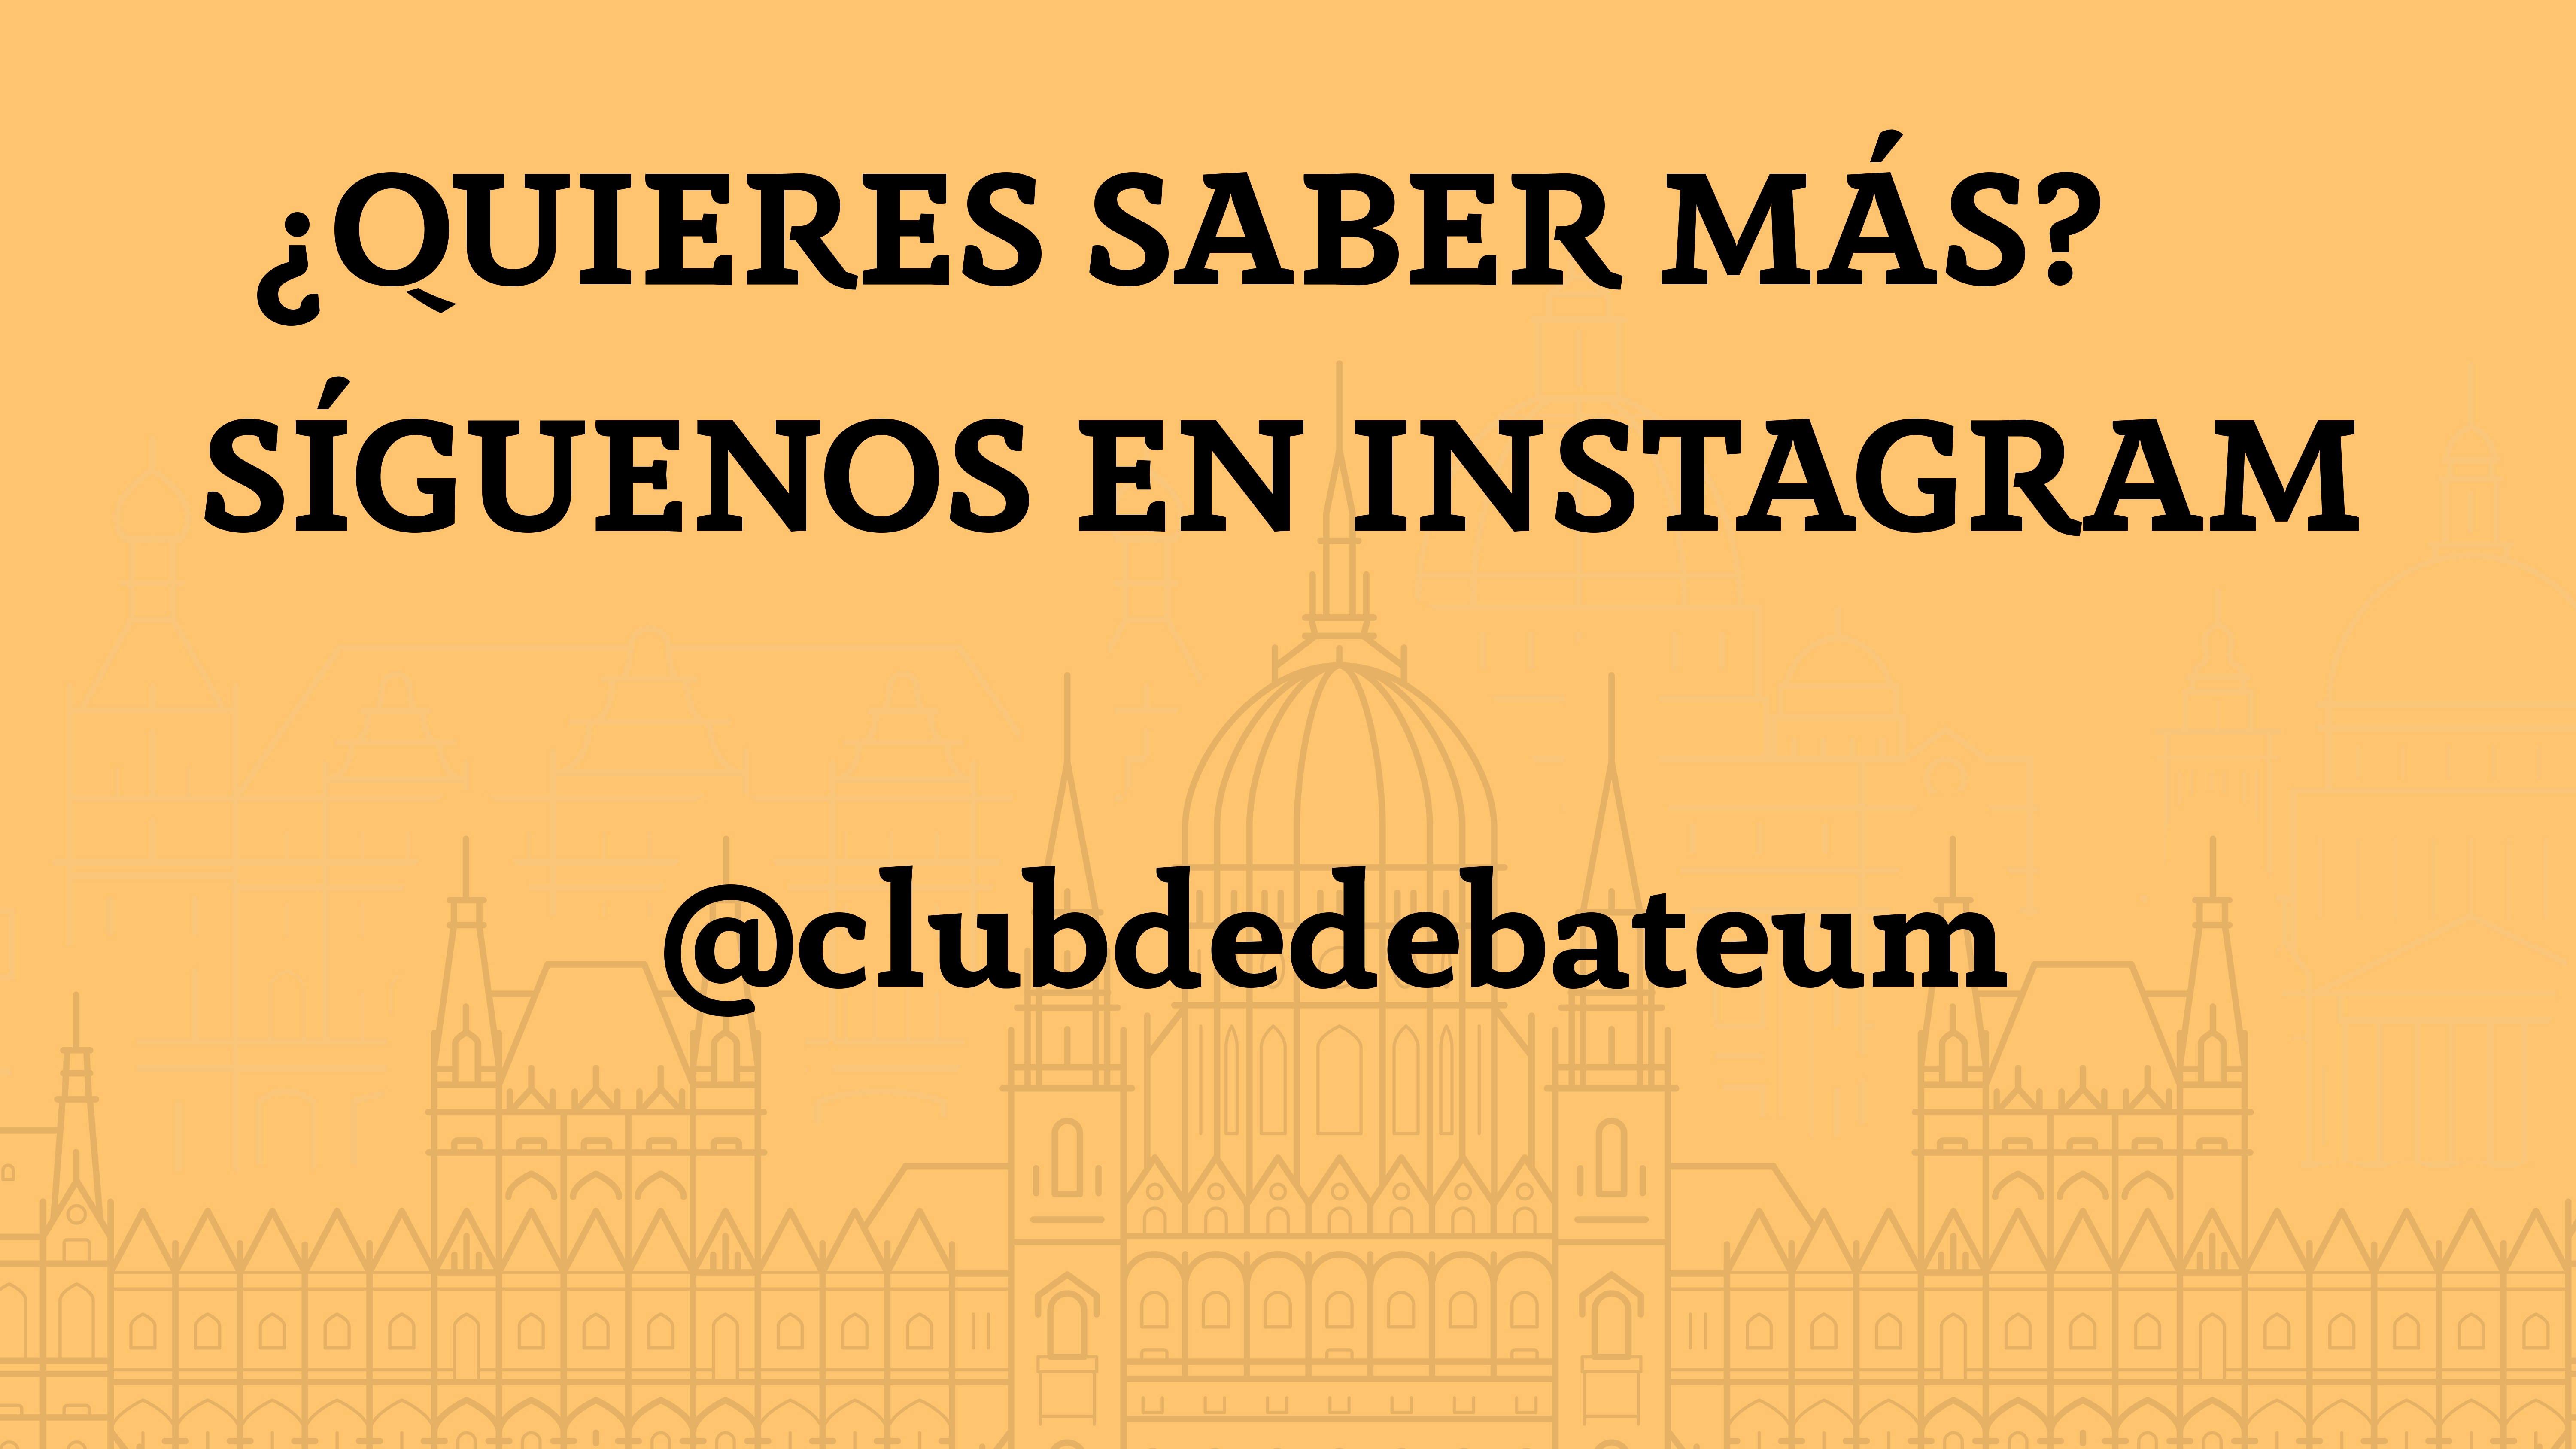 ¿QUIERES SABER MÁS?
SÍGUENOS EN INSTAGRAM
@clubdedebateum